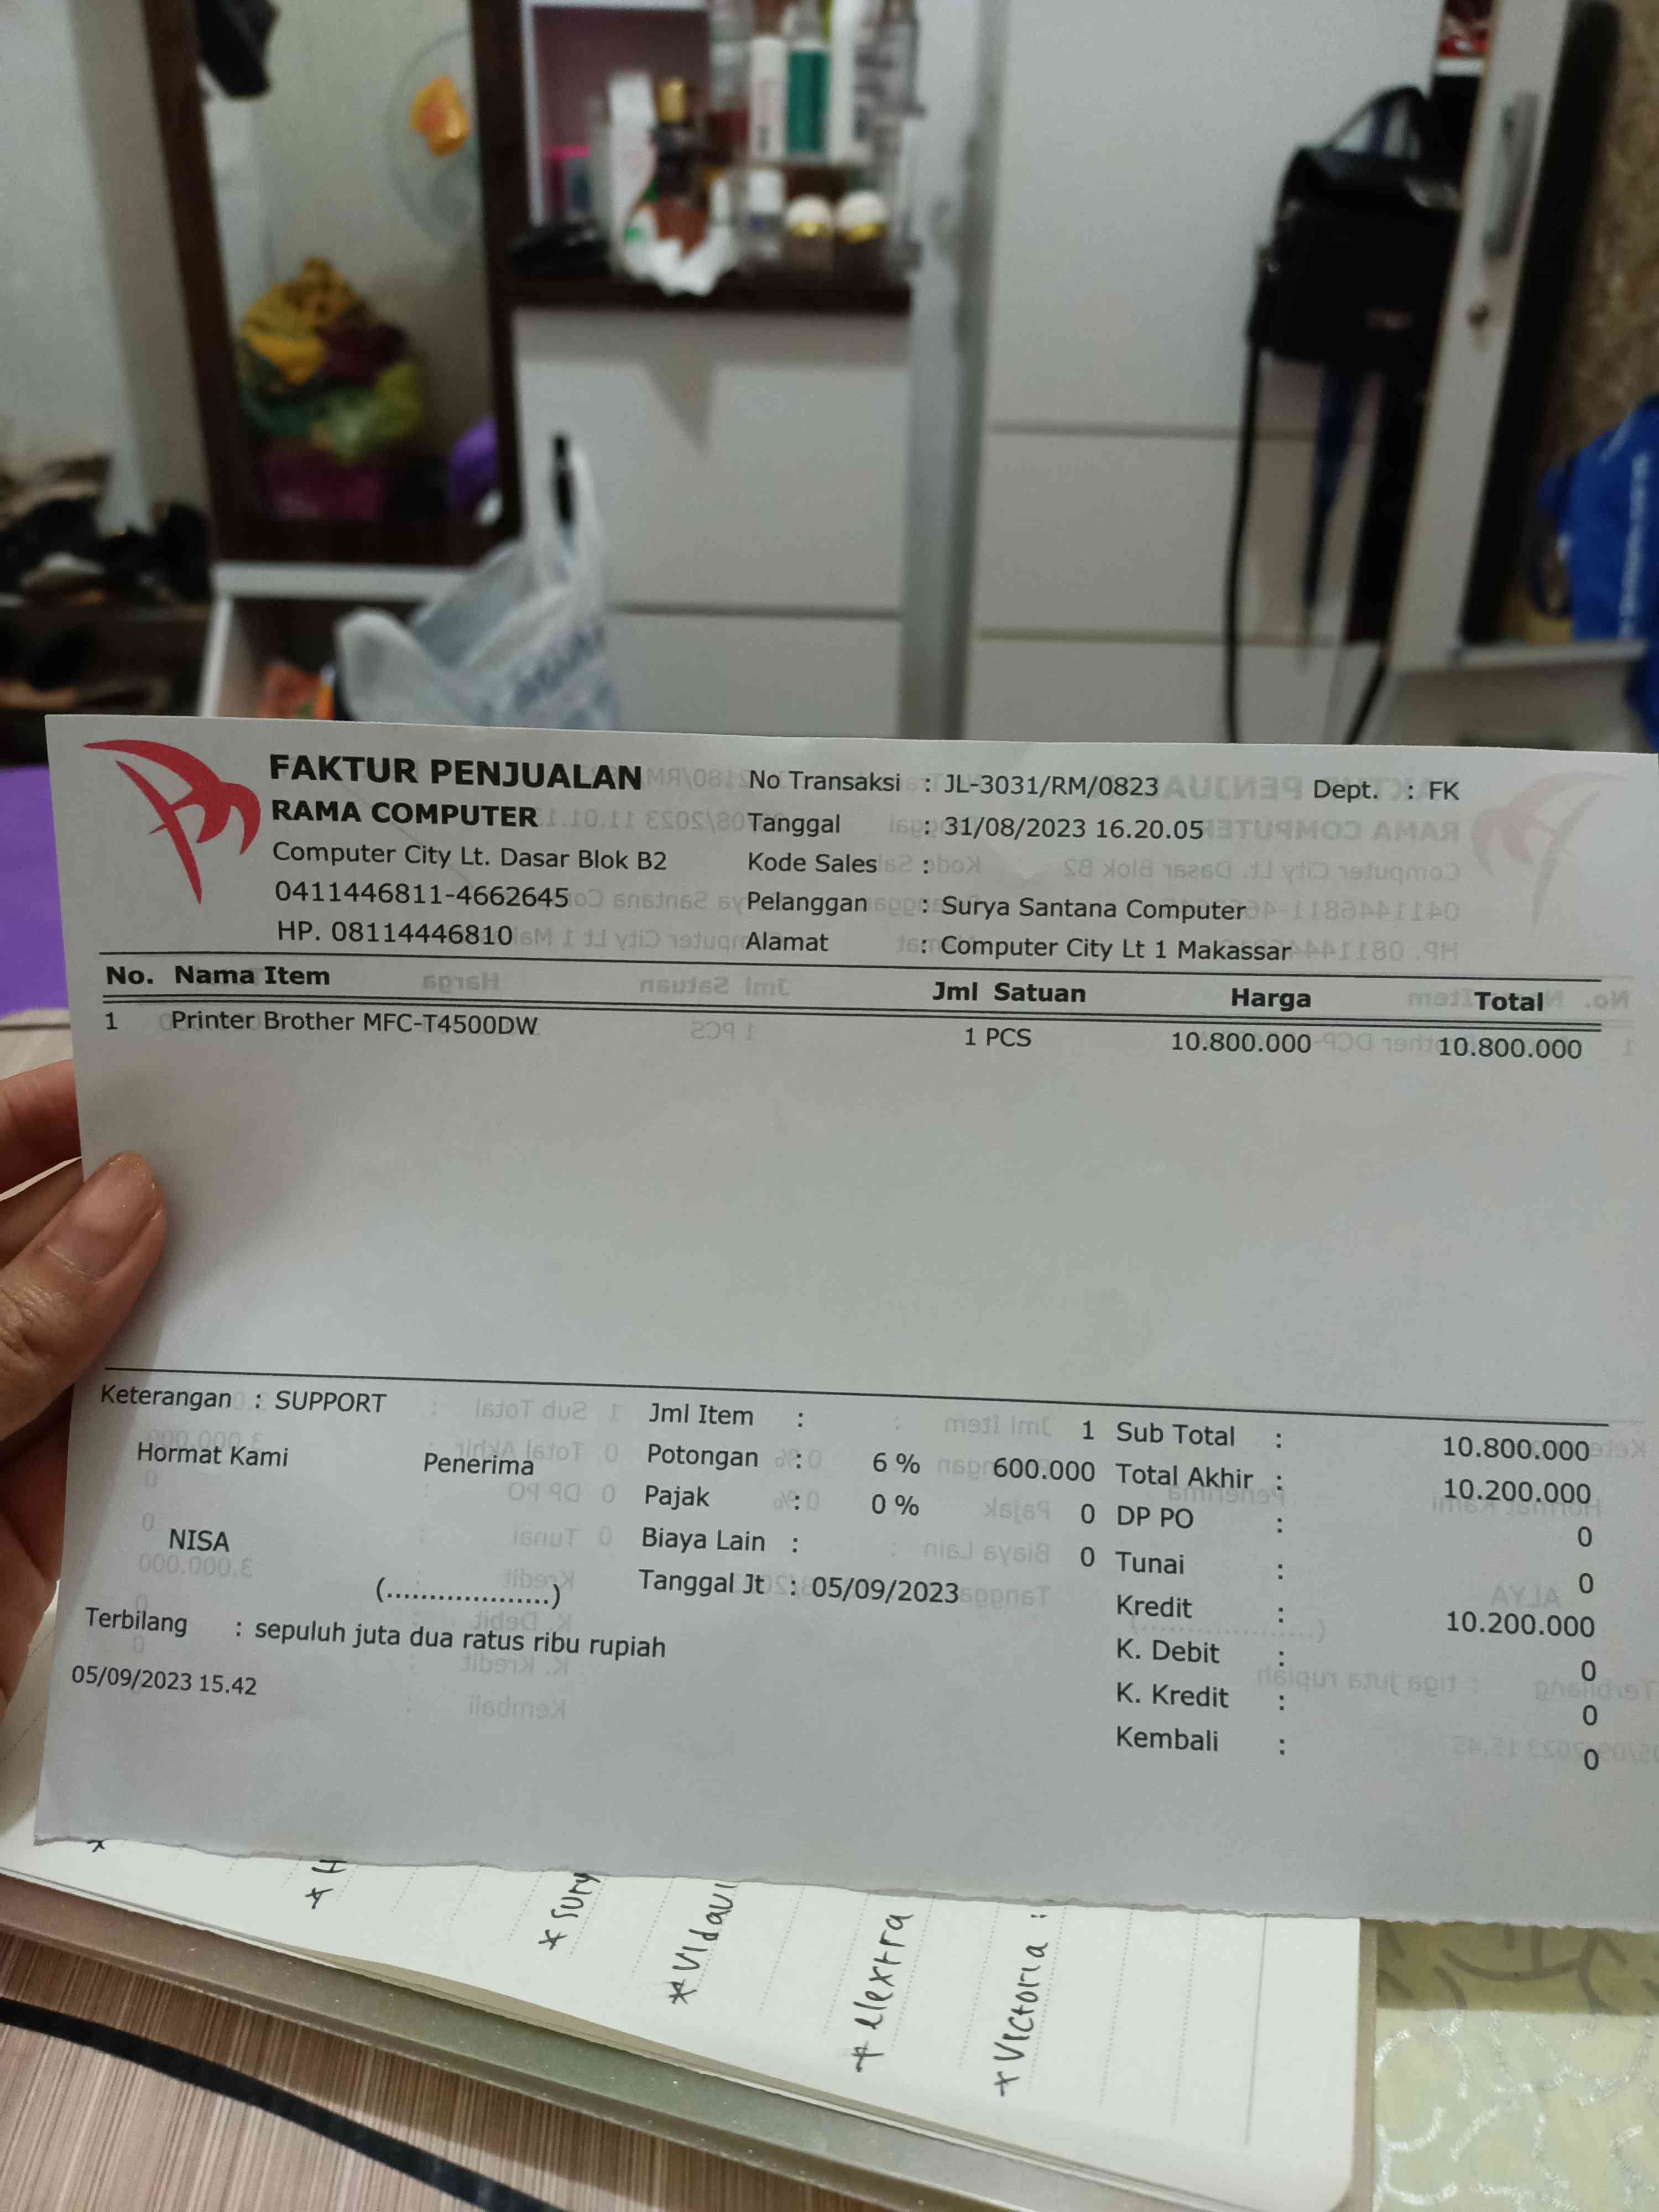 FAKTUR PENJUALAN
RAMA COMPUTER
Computer City Lt. Dasar Blok B2
0411446811-4662645
HP. 08114446810
No Transaksi : JL-3031/RM/0823 Dept. : FK
Tanggal : 31/08/2023 16.20.05
Kode Sales :
Pelanggan : Surya Santana Computer
Alamat : Computer City Lt 1 Makassar
No. Nama Item Jml Satuan Harga Total
1 Printer Brother MFC-T4500DW 1 PCS 10.800.000 10.800.000
Keterangan : SUPPORT
Hormat Kami Penerima
NISA
(...................)
Jml Item : 1
Potongan : 6 % 600.000
Pajak : 0 % 0
Biaya Lain : 0
Tanggal Jt : 05/09/2023
Sub Total : 10.800.000
Total Akhir : 10.200.000
DP PO : 0
Tunai : 0
Kredit : 10.200.000
K. Debit : 0
K. Kredit : 0
Kembali : 0
Terbilang : sepuluh juta dua ratus ribu rupiah
05/09/2023 15.42
* H
* Sury
* Vidavi
* elextra
* Victoria :